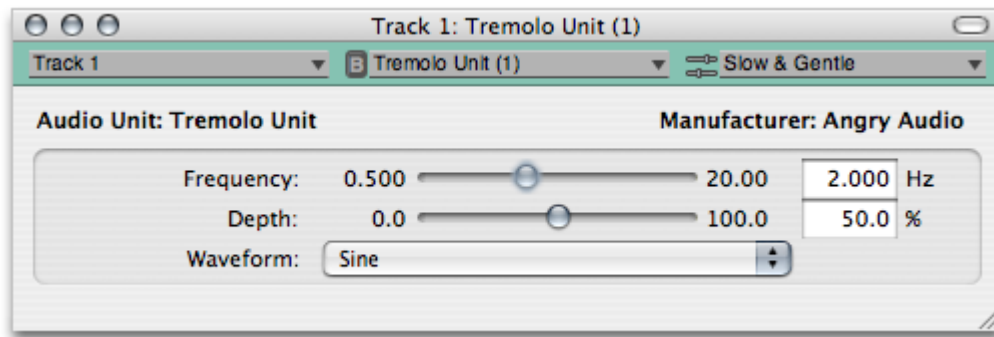 Track 1: Tremolo Unit (1)
Track 1 B Tremolo Unit (1) Slow & Gentle
Audio Unit: Tremolo Unit Manufacturer: Angry Audio
Frequency: 0.500 20.00 2.000 Hz
Depth: 0.0 100.0 50.0 %
Waveform: Sine